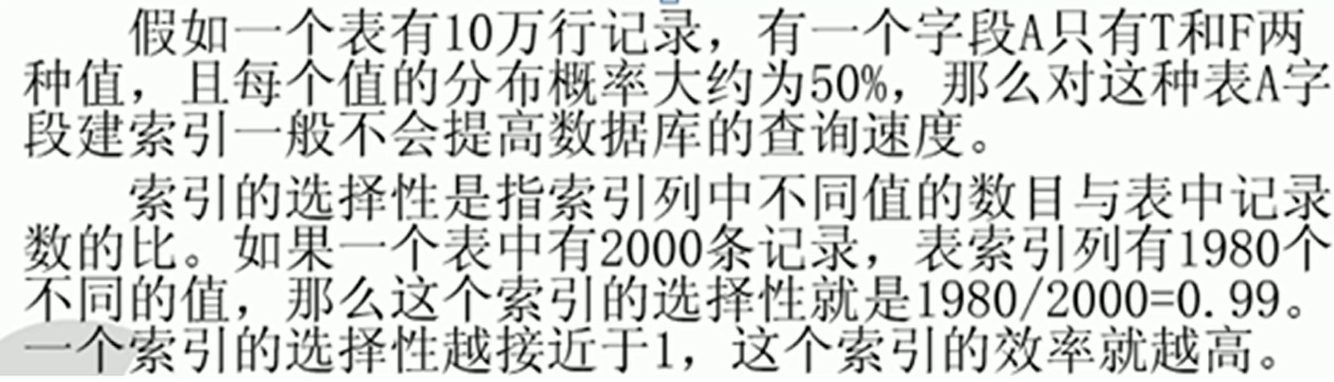 假如一个表有10万行记录，有一个字段A只有T和F两
种值，且每个值的分布概率大约为50%，那么对这种表A字
段建索引一般不会提高数据库的查询速度。
索引的选择性是指索引列中不同值的数目与表中记录
数的比。如果一个表中有2000条记录，表索引列有1980个
不同的值，那么这个索引的选择性就是1980/2000=0.99。
一个索引的选择性越接近于1，这个索引的效率就越高。